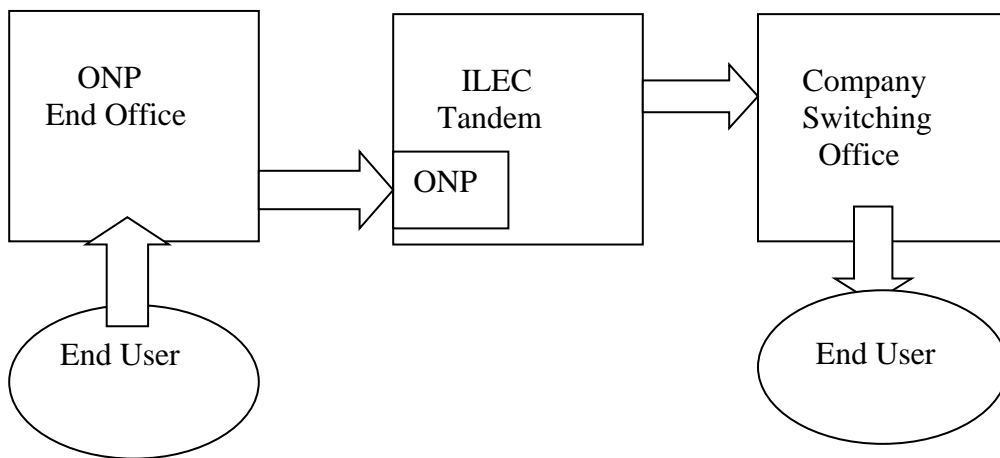 ONP
End Office
ILEC
Tandem
ONP
Company
Switching
Office
End User
End User